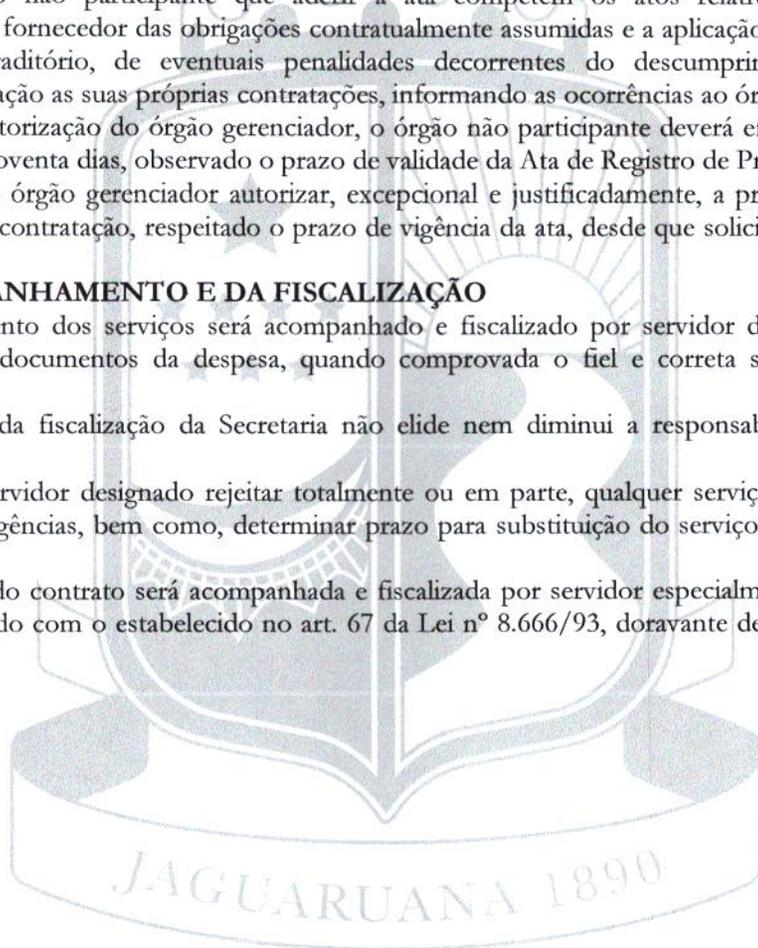 não participante que aderir à ata competem os atos
fornecedor das obrigações contratualmente assumidas e a aplicação
aditório, de eventuais penalidades decorrentes do descumprin
ação as suas próprias contratações, informando as ocorrências ao ór
torização do órgão gerenciador, o órgão não participante deverá e
oventa dias, observado o prazo de validade da Ata de Registro de Pr
órgão gerenciador autorizar, excepcional e justificadamente, a pr
contratação, respeitado o prazo de vigência da ata, desde que solici
ANHAMENTO E DA FISCALIZAÇÃO
nto dos serviços será acompanhado e fiscalizado por servidor d
documentos da despesa, quando comprovada o fiel e correta s
da fiscalização da Secretaria não elide nem diminui a responsab
rvidor designado rejeitar totalmente ou em parte, qualquer serviç
gências, bem como, determinar prazo para substituição do serviço
do contrato será acompanhada e fiscalizada por servidor especialm
do com o estabelecido no art. 67 da Lei nº 8.666/93, doravante de
JAGUARUANA 1890